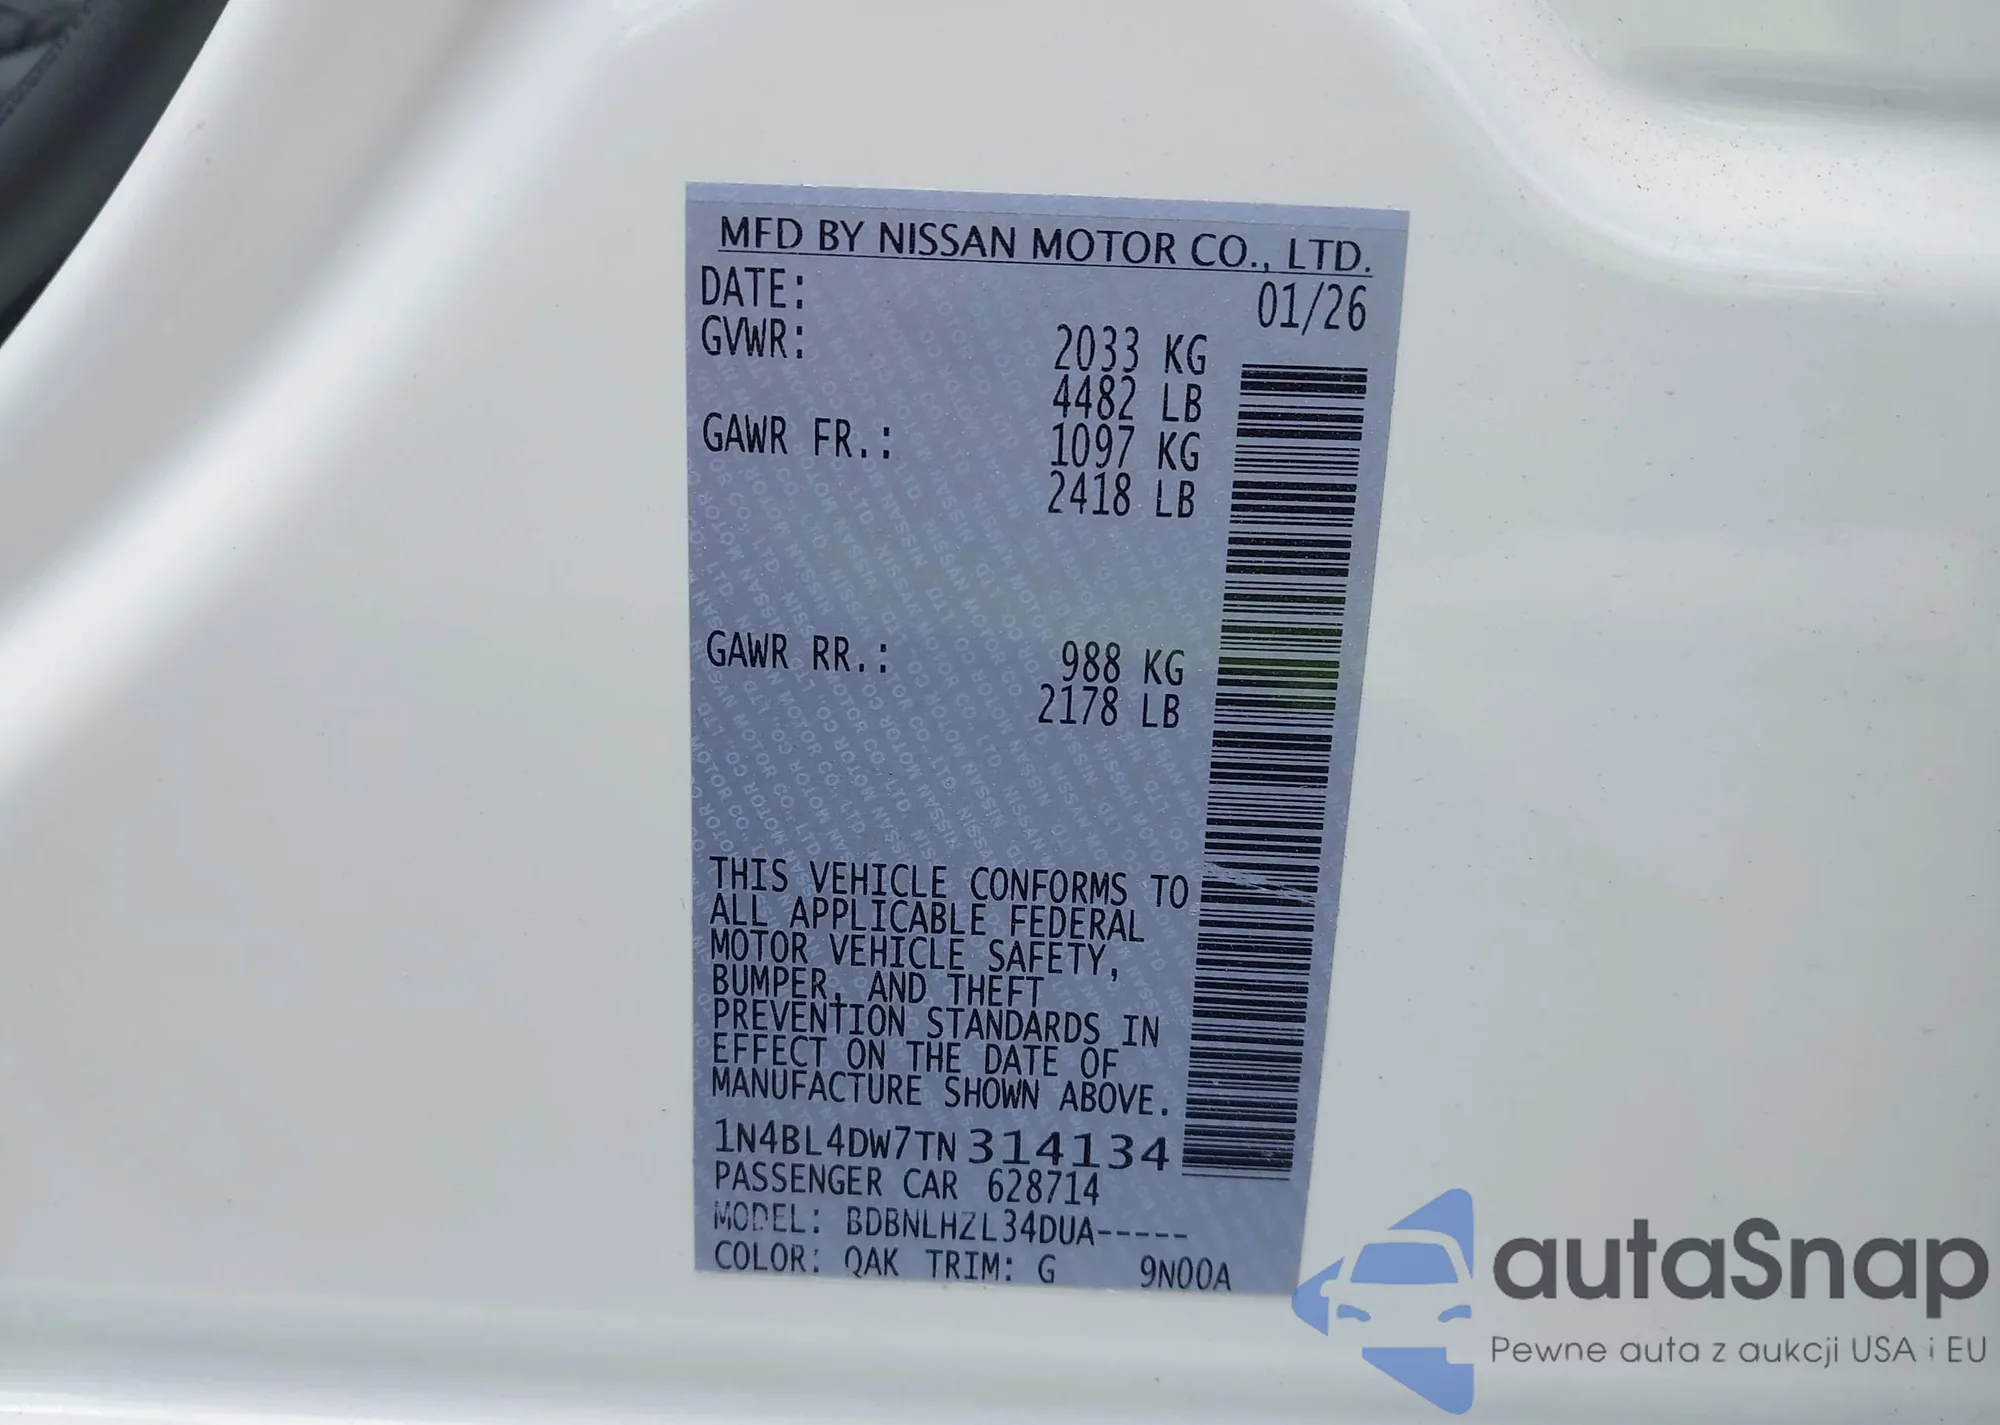 MFD BY NISSAN MOTOR CO., LTD.
DATE: 01/26
GVWR: 2033 KG
4482 LB
GAWR FR.: 1097 KG
2418 LB
GAWR RR.: 988 KG
2178 LB
THIS VEHICLE CONFORMS TO
ALL APPLICABLE FEDERAL
MOTOR VEHICLE SAFETY,
BUMPER, AND THEFT
PREVENTION STANDARDS IN
EFFECT ON THE DATE OF
MANUFACTURE SHOWN ABOVE.
1N4BL4DW7TN314134
PASSENGER CAR 628714
MODEL: BDBNLHZL34DUA-----
COLOR: QAK TRIM: G 9N00A
autaSnap
Pewne auta z aukcji USA i EU